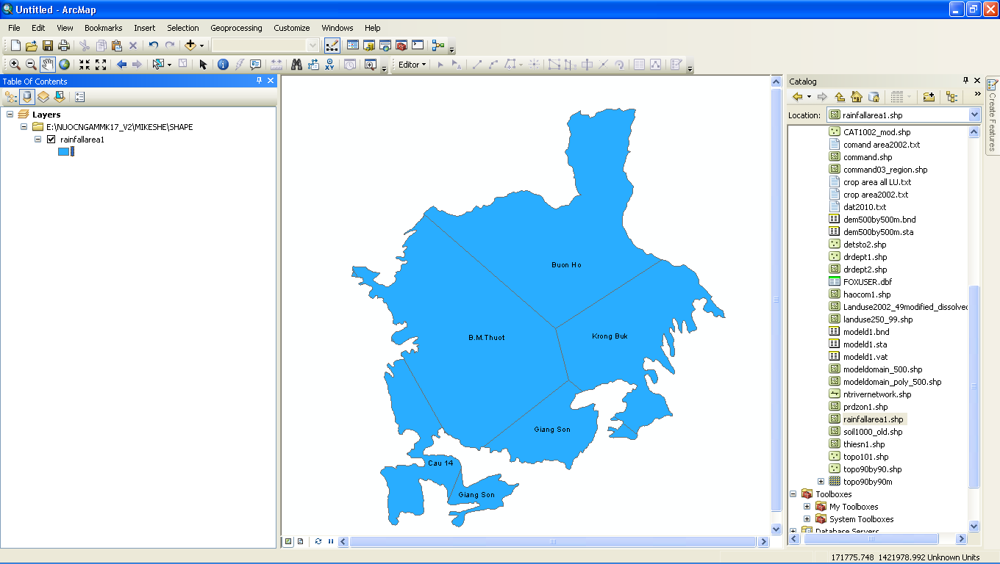 Untitled - ArcMap
File Edit View Bookmarks Insert Selection Geoprocessing Customize Windows Help
Editor
Table Of Contents
Layers
E:\NUOCNGAMMK17_V2\MIKESHE\SHAPE
rainfallarea1
Buon Ho
B.M.Thuot
Krong Buk
Giang Son
Cau 14
Giang Son
Catalog
Location: rainfallarea1.shp
CAT1002_mod.shp
comand area2002.txt
command.shp
command03_region.shp
crop area all LU.txt
crop area2002.txt
dat2010.txt
dem500by500m.bnd
dem500by500m.sta
detsto2.shp
drdept1.shp
drdept2.shp
FOXUSER.dbf
haocom1.shp
Landuse2002_49modified_dissolved
landuse250_99.shp
modeld1.bnd
modeld1.sta
modeld1.vat
modeldomain_500.shp
modeldomain_poly_500.shp
ntrivernetwork.shp
prdzon1.shp
rainfallarea1.shp
soil1000_old.shp
thiesn1.shp
topo101.shp
topo90by90.shp
topo90by90m
Toolboxes
My Toolboxes
System Toolboxes
Database Servers
Create Features
171775.748 1421978.992 Unknown Units